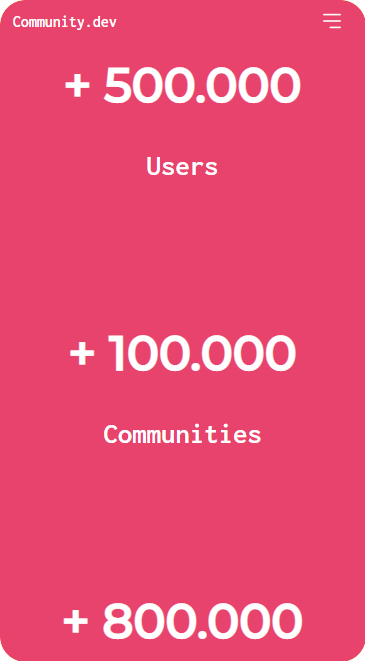 Community.dev
+ 500.000
Users
+ 100.000
Communities
+ 800.000